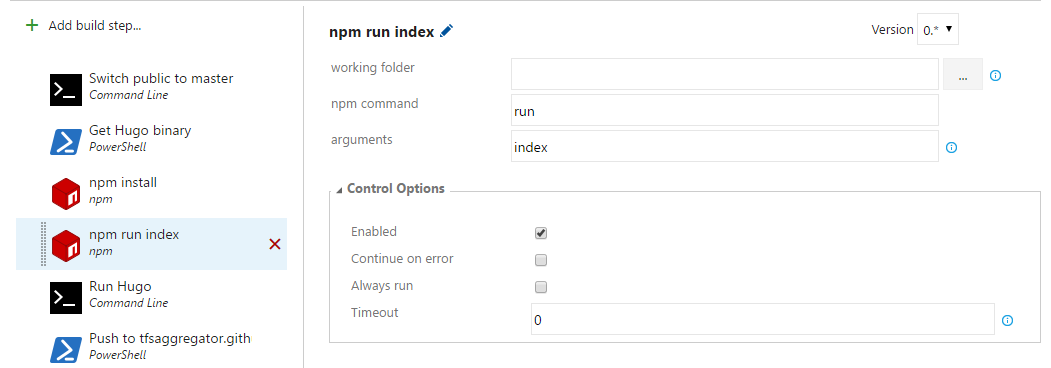 + Add build step...
Switch public to master
Command Line
Get Hugo binary
PowerShell
npm install
npm
npm run index
npm
Run Hugo
Command Line
Push to tfsaggregator.gith
PowerShell
npm run index
Version 0.*
working folder
...
npm command
run
arguments
index
Control Options
Enabled
Continue on error
Always run
Timeout
0